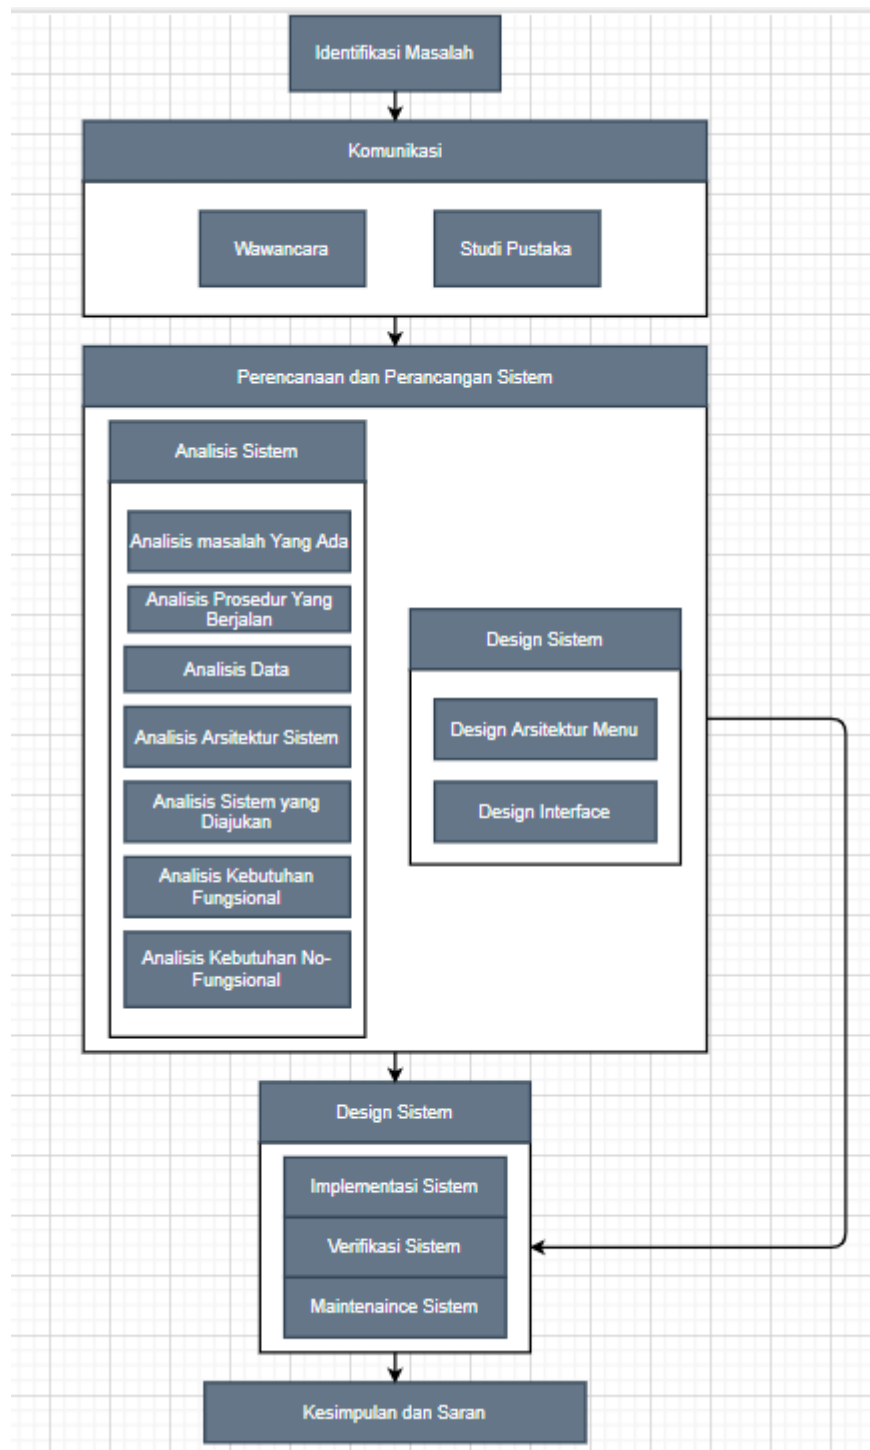 Identifikasi Masalah
Komunikasi
Wawancara
Studi Pustaka
Perencanaan dan Perancangan Sistem
Analisis Sistem
Analisis masalah Yang Ada
Analisis Prosedur Yang
Berjalan
Analisis Data
Analisis Arsitektur Sistem
Analisis Sistem yang
Diajukan
Analisis Kebutuhan
Fungsional
Analisis Kebutuhan No-
Fungsional
Design Sistem
Design Arsitektur Menu
Design Interface
Design Sistem
Implementasi Sistem
Verifikasi Sistem
Maintenaince Sistem
Kesimpulan dan Saran